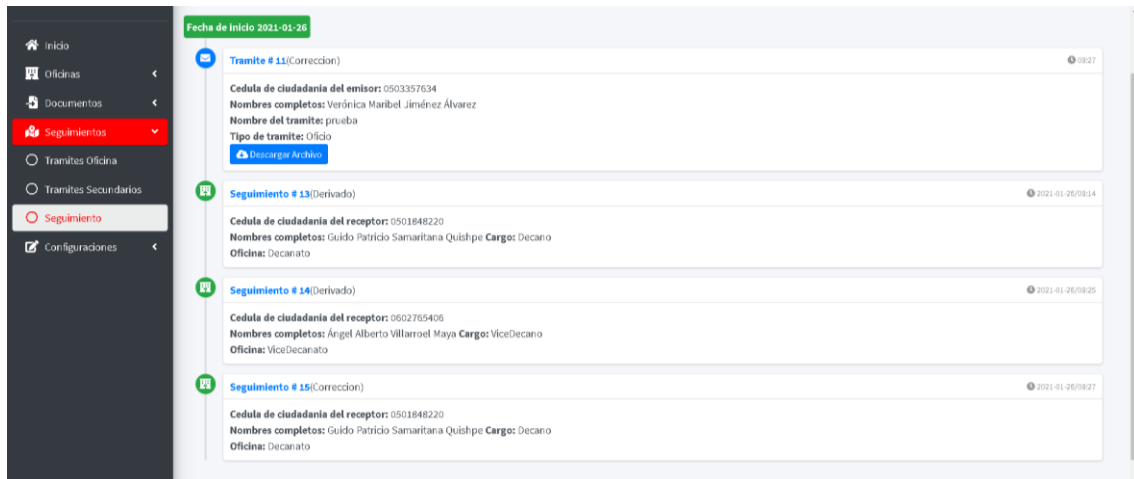 Inicio
Oficinas
Documentos
Seguimientos
Tramites Oficina
Tramites Secundarios
Seguimiento
Configuraciones
Fecha de inicio 2021-01-26
Tramite # 11(Correccion)
09:27
Cedula de ciudadania del emisor: 0503357634
Nombres completos: Verónica Maribel Jiménez Álvarez
Nombre del tramite: prueba
Tipo de tramite: Oficio
Descargar Archivo
Seguimiento # 13(Derivado)
2021-01-26/09:14
Cedula de ciudadania del receptor: 0501848220
Nombres completos: Guido Patricio Samaritana Quishpe Cargo: Decano
Oficina: Decanato
Seguimiento # 14(Derivado)
2021-01-26/09:25
Cedula de ciudadania del receptor: 0602765406
Nombres completos: Ángel Alberto Villarroel Maya Cargo: ViceDecano
Oficina: ViceDecanato
Seguimiento # 15(Correccion)
2021-01-26/09:27
Cedula de ciudadania del receptor: 0501848220
Nombres completos: Guido Patricio Samaritana Quishpe Cargo: Decano
Oficina: Decanato